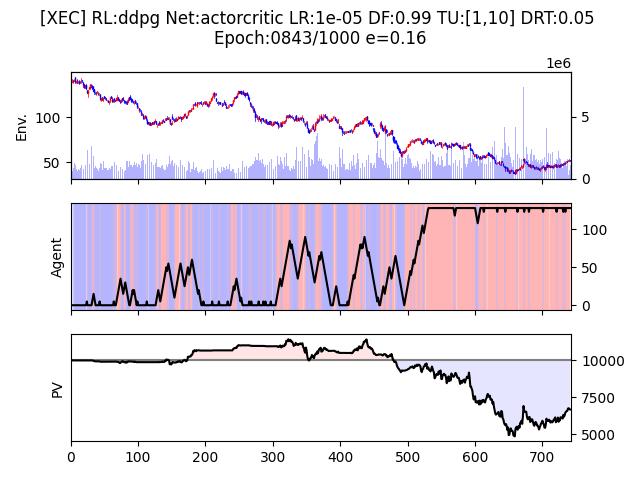 [XEC] RL:ddpg Net:actorcritic LR:1e-05 DF:0.99 TU:[1,10] DRT:0.05
Epoch:0843/1000 e=0.16
1e6
Env.
100
50
5
0
Agent
100
50
0
PV
10000
7500
5000
0 100 200 300 400 500 600 700